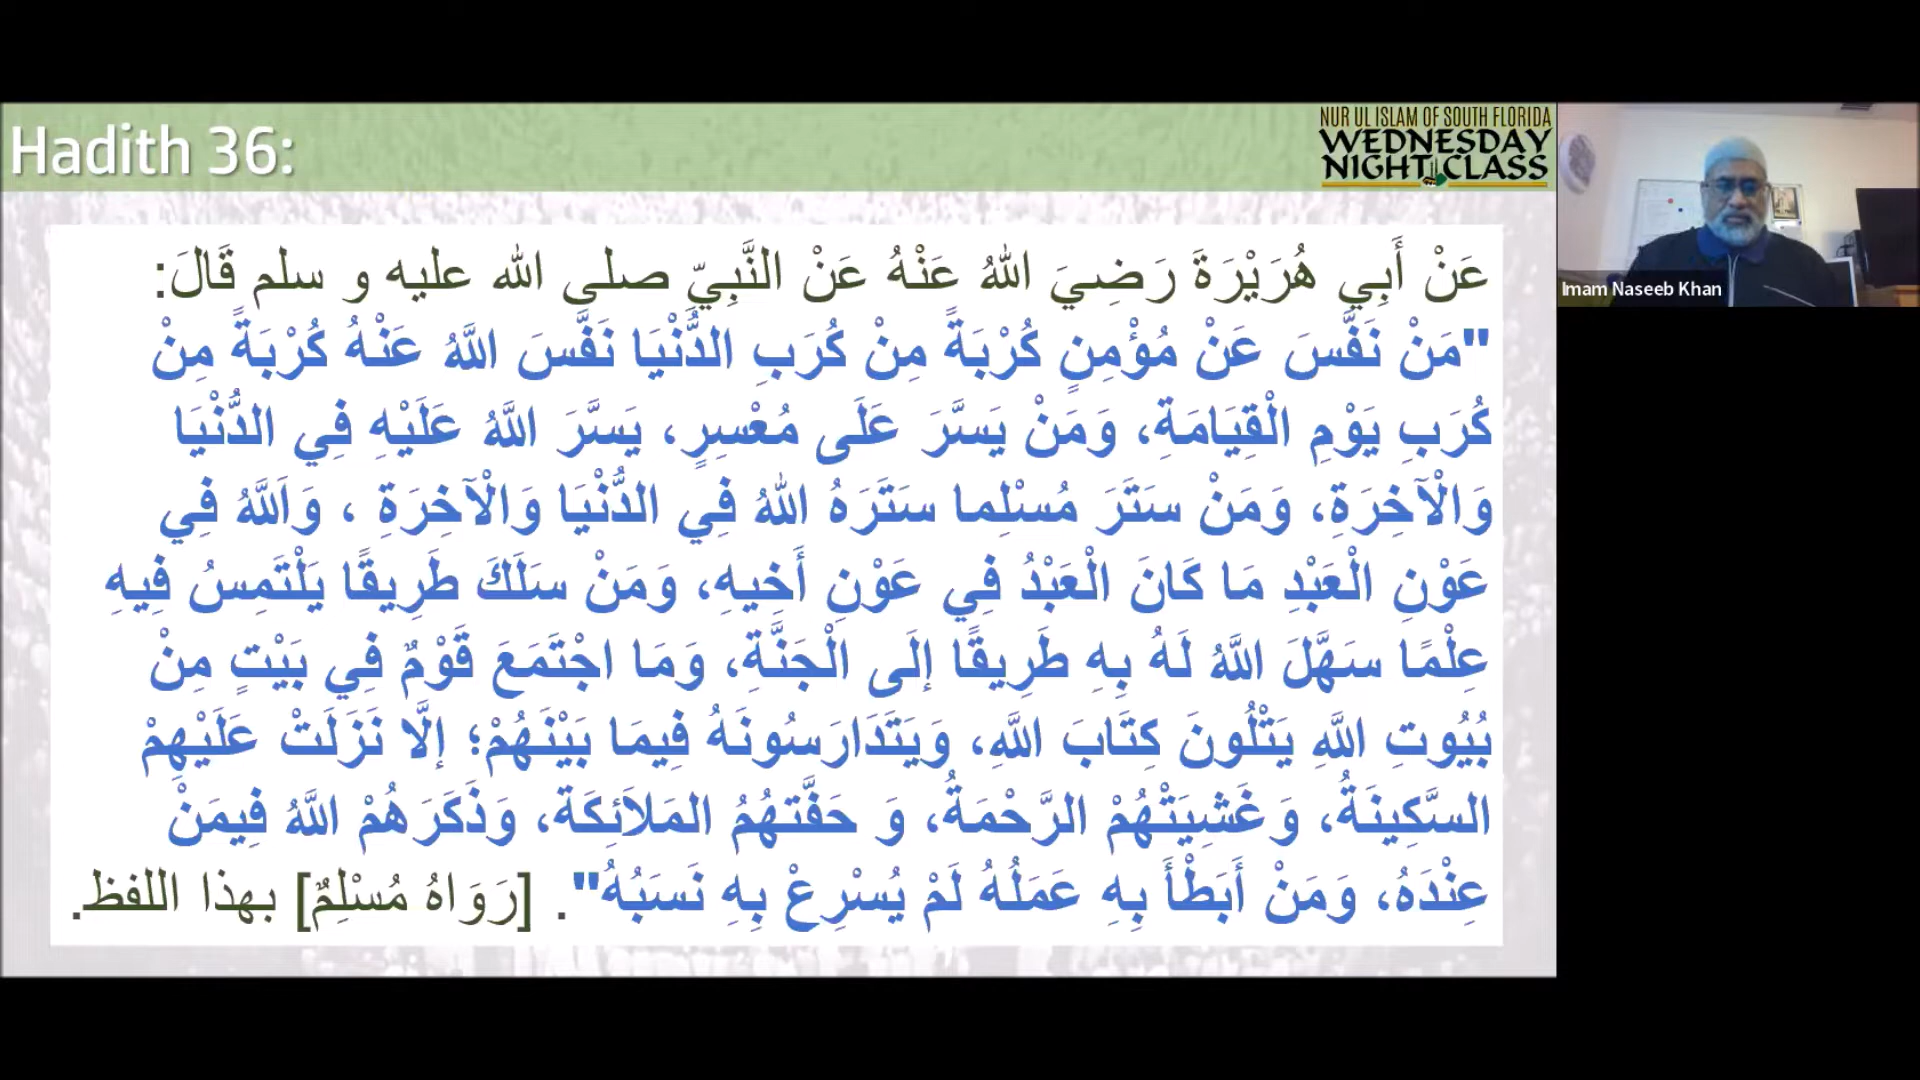 Hadith 36:
NUR UL ISLAM OF SOUTH FLORIDA
WEDNESDAY
NIGHT CLASS
Imam Naseeb Khan
عَنْ أَبِي هُرَيْرَةَ رَضِيَ اللهُ عَنْهُ عَنْ النَّبِيِّ صلى الله عليه و سلم قَالَ:
"مَنْ نَفَّسَ عَنْ مُؤْمِنٍ كُرْبَةً مِنْ كُرَبِ الدُّنْيَا نَفَّسَ اللَّهُ عَنْهُ كُرْبَةً مِنْ
كُرَبِ يَوْمِ الْقِيَامَةِ، وَمَنْ يَسَّرَ عَلَى مُعْسِرٍ، يَسَّرَ اللَّهُ عَلَيْهِ فِي الدُّنْيَا
وَالْآخِرَةِ، وَمَنْ سَتَرَ مُسْلِما سَتَرَهُ اللهُ فِي الدُّنْيَا وَالْآخِرَةِ ، وَاَللَّهُ فِي
عَوْنِ الْعَبْدِ مَا كَانَ الْعَبْدُ فِي عَوْنِ أَخِيهِ، وَمَنْ سَلَكَ طَرِيقًا يَلْتَمِسُ فِيهِ
عِلْمًا سَهَّلَ اللَّهُ لَهُ بِهِ طَرِيقًا إلَى الْجَنَّةِ، وَمَا اجْتَمَعَ قَوْمٌ فِي بَيْتٍ مِنْ
بُيُوتِ اللَّهِ يَتْلُونَ كِتَابَ اللَّهِ، وَيَتَدَارَسُونَهُ فِيمَا بَيْنَهُمْ؛ إلَّا نَزَلَتْ عَلَيْهِمْ
السَّكِينَةُ، وَغَشِيَتْهُمْ الرَّحْمَةُ، وَ حَفَّتهُمُ المَلاَئِكَة، وَذَكَرَهُمْ اللَّهُ فِيمَنْ
عِنْدَهُ، وَمَنْ أَبَطْأَ بِهِ عَمَلُهُ لَمْ يُسْرِعْ بِهِ نَسَبُهُ". [رَوَاهُ مُسْلِمٌ] بهذا اللفظ.